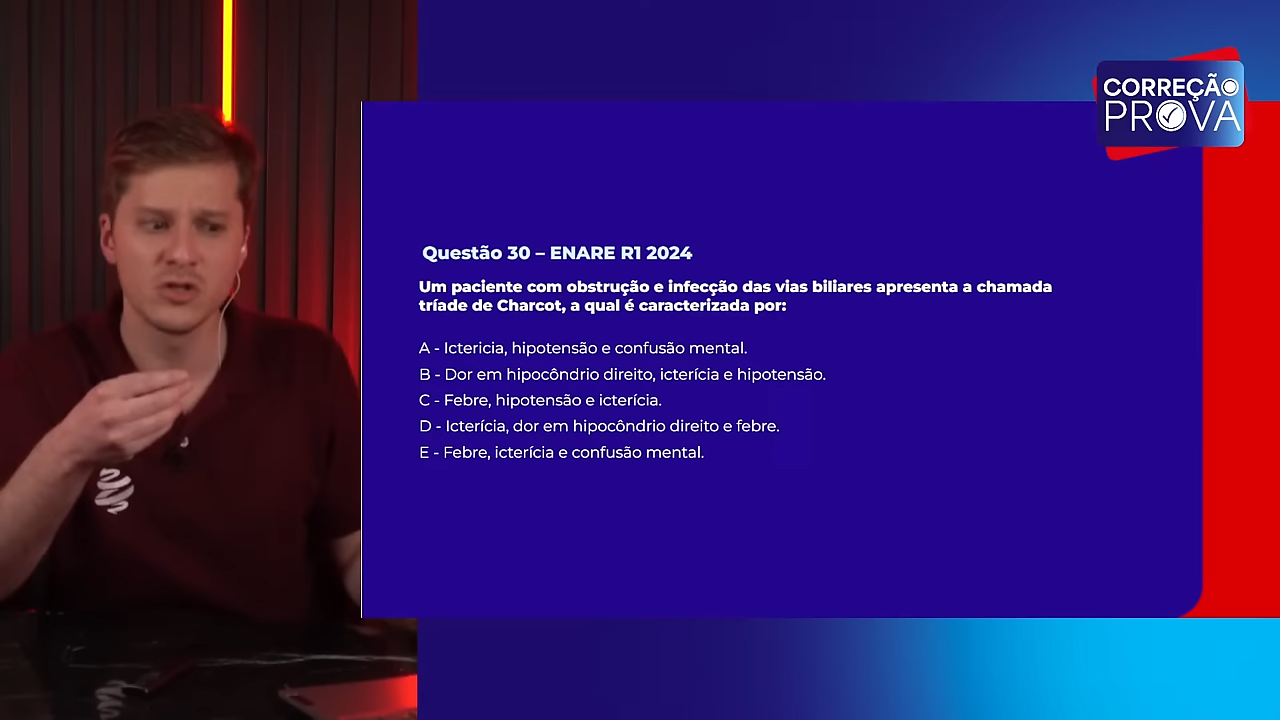 CORREÇÃO
PROVA
Questão 30 – ENARE R1 2024
Um paciente com obstrução e infecção das vias biliares apresenta a chamada
tríade de Charcot, a qual é caracterizada por:
A - Ictericia, hipotensão e confusão mental.
B - Dor em hipocôndrio direito, icterícia e hipotensão.
C - Febre, hipotensão e icterícia.
D - Icterícia, dor em hipocôndrio direito e febre.
E - Febre, icterícia e confusão mental.